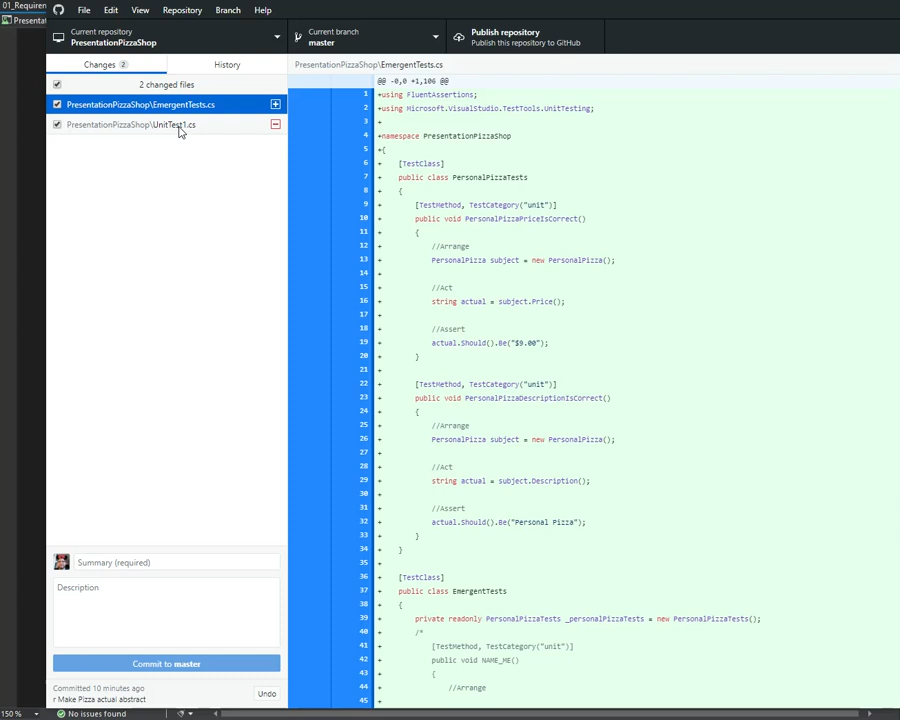 01_Requirem
Presentat
File Edit View Repository Branch Help
Current repository
PresentationPizzaShop
Current branch
master
Publish repository
Publish this repository to GitHub
Changes 2 History
PresentationPizzaShop\EmergentTests.cs
2 changed files
PresentationPizzaShop\EmergentTests.cs
PresentationPizzaShop\UnitTest1.cs
@@ -0,0 +1,106 @@
1 +using FluentAssertions;
2 +using Microsoft.VisualStudio.TestTools.UnitTesting;
3 +
4 +namespace PresentationPizzaShop
5 +{
6 + [TestClass]
7 + public class PersonalPizzaTests
8 + {
9 + [TestMethod, TestCategory("unit")]
10 + public void PersonalPizzaPriceIsCorrect()
11 + {
12 + //Arrange
13 + PersonalPizza subject = new PersonalPizza();
14 +
15 + //Act
16 + string actual = subject.Price();
17 +
18 + //Assert
19 + actual.Should().Be("$9.00");
20 + }
21 +
22 + [TestMethod, TestCategory("unit")]
23 + public void PersonalPizzaDescriptionIsCorrect()
24 + {
25 + //Arrange
26 + PersonalPizza subject = new PersonalPizza();
27 +
28 + //Act
29 + string actual = subject.Description();
30 +
31 + //Assert
32 + actual.Should().Be("Personal Pizza");
33 + }
34 + }
35 +
36 + [TestClass]
37 + public class EmergentTests
38 + {
39 + private readonly PersonalPizzaTests _personalPizzaTests = new PersonalPizzaTests();
40 + /*
41 + [TestMethod, TestCategory("unit")]
42 + public void NAME_ME()
43 + {
44 + //Arrange
45
Summary (required)
Description
Commit to master
Committed 10 minutes ago
r Make Pizza actual abstract
Undo
150 % No issues found